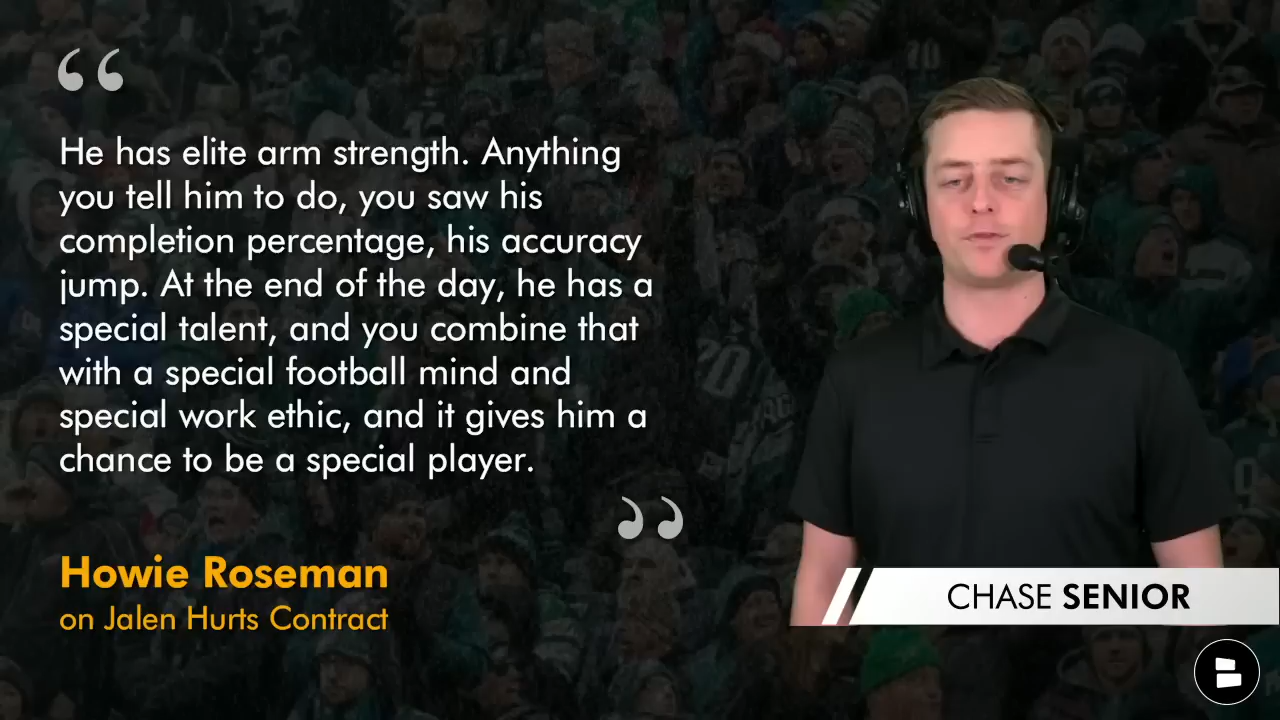 “
He has elite arm strength. Anything
you tell him to do, you saw his
completion percentage, his accuracy
jump. At the end of the day, he has a
special talent, and you combine that
with a special football mind and
special work ethic, and it gives him a
chance to be a special player.
”
Howie Roseman
on Jalen Hurts Contract
CHASE SENIOR